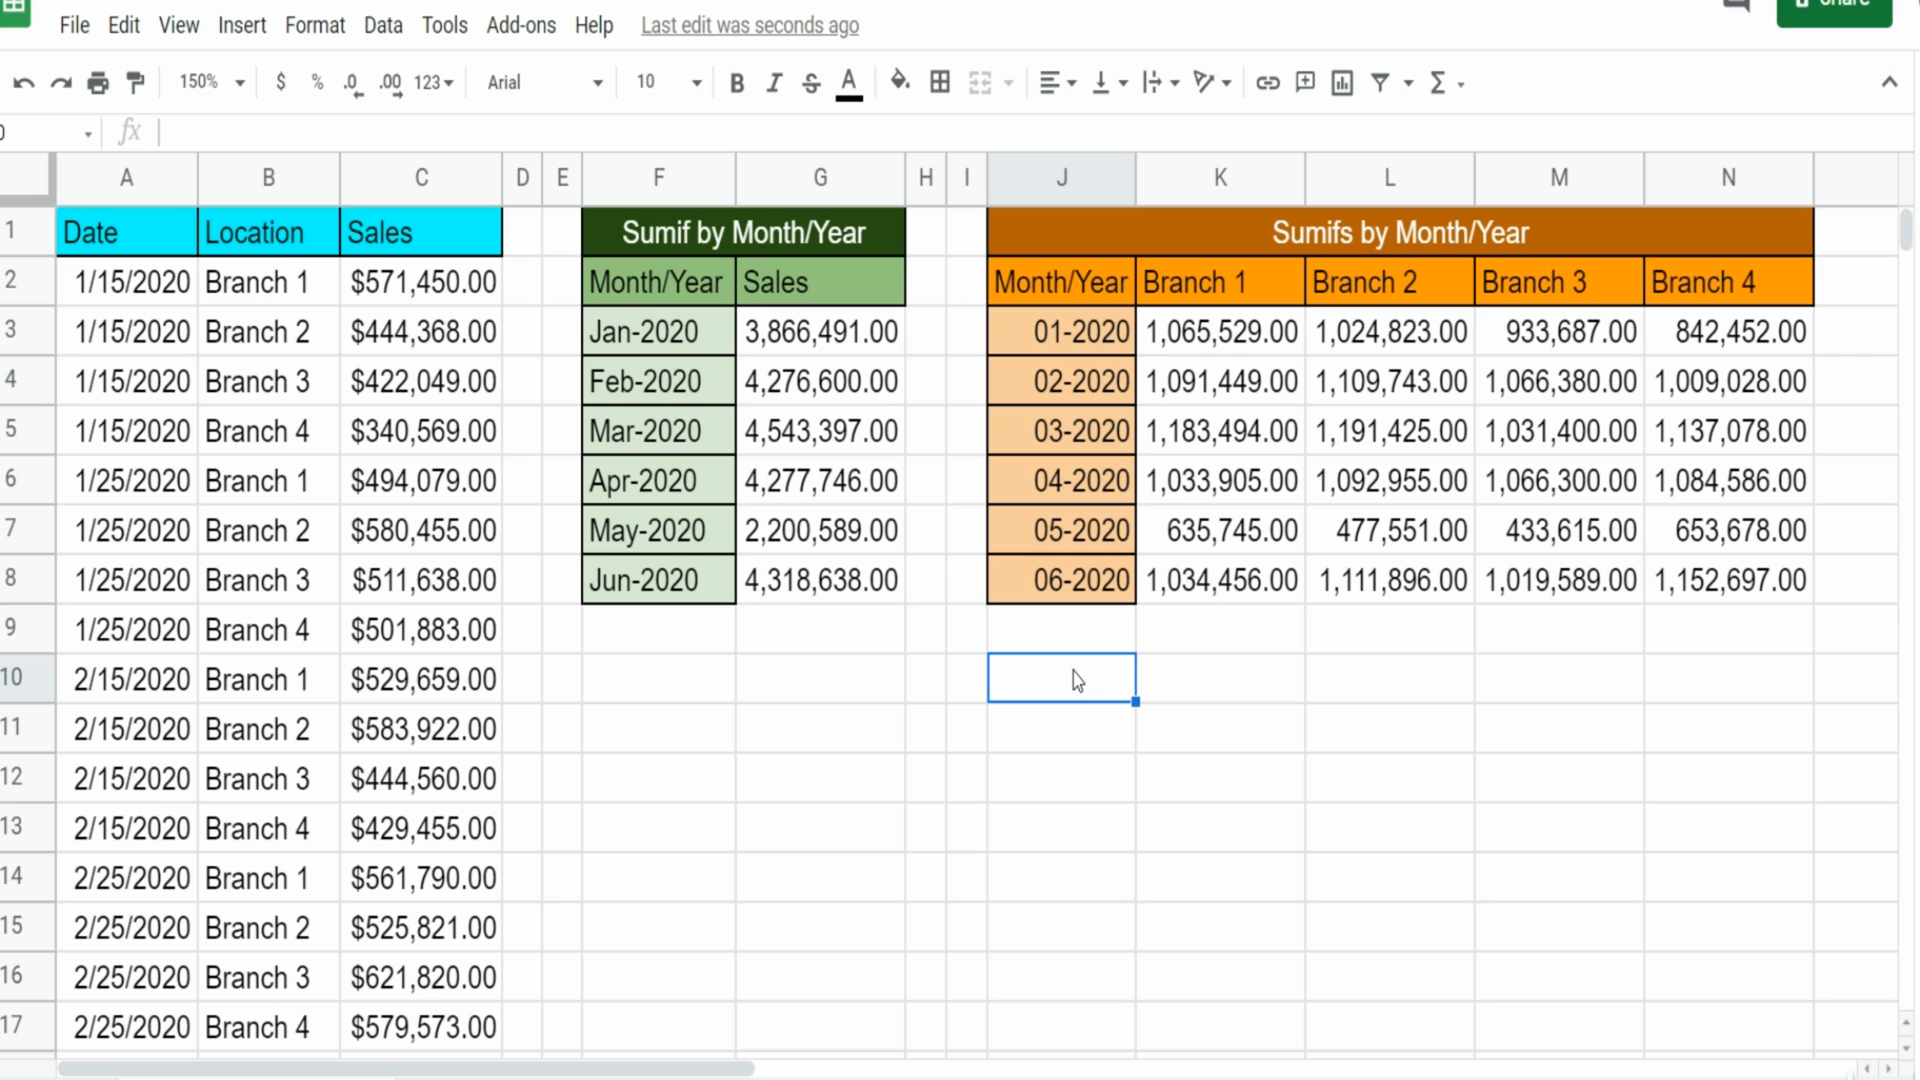 Share
File Edit View Insert Format Data Tools Add-ons Help Last edit was seconds ago
150% $ % .0 .00 123 Arial 10 B I S A Σ
fx
A B C D E F G H I J K L M N
1 Date Location Sales Sumif by Month/Year Sumifs by Month/Year
2 1/15/2020 Branch 1 $571,450.00 Month/Year Sales Month/Year Branch 1 Branch 2 Branch 3 Branch 4
3 1/15/2020 Branch 2 $444,368.00 Jan-2020 3,866,491.00 01-2020 1,065,529.00 1,024,823.00 933,687.00 842,452.00
4 1/15/2020 Branch 3 $422,049.00 Feb-2020 4,276,600.00 02-2020 1,091,449.00 1,109,743.00 1,066,380.00 1,009,028.00
5 1/15/2020 Branch 4 $340,569.00 Mar-2020 4,543,397.00 03-2020 1,183,494.00 1,191,425.00 1,031,400.00 1,137,078.00
6 1/25/2020 Branch 1 $494,079.00 Apr-2020 4,277,746.00 04-2020 1,033,905.00 1,092,955.00 1,066,300.00 1,084,586.00
7 1/25/2020 Branch 2 $580,455.00 May-2020 2,200,589.00 05-2020 635,745.00 477,551.00 433,615.00 653,678.00
8 1/25/2020 Branch 3 $511,638.00 Jun-2020 4,318,638.00 06-2020 1,034,456.00 1,111,896.00 1,019,589.00 1,152,697.00
9 1/25/2020 Branch 4 $501,883.00
10 2/15/2020 Branch 1 $529,659.00
11 2/15/2020 Branch 2 $583,922.00
12 2/15/2020 Branch 3 $444,560.00
13 2/15/2020 Branch 4 $429,455.00
14 2/25/2020 Branch 1 $561,790.00
15 2/25/2020 Branch 2 $525,821.00
16 2/25/2020 Branch 3 $621,820.00
17 2/25/2020 Branch 4 $579,573.00